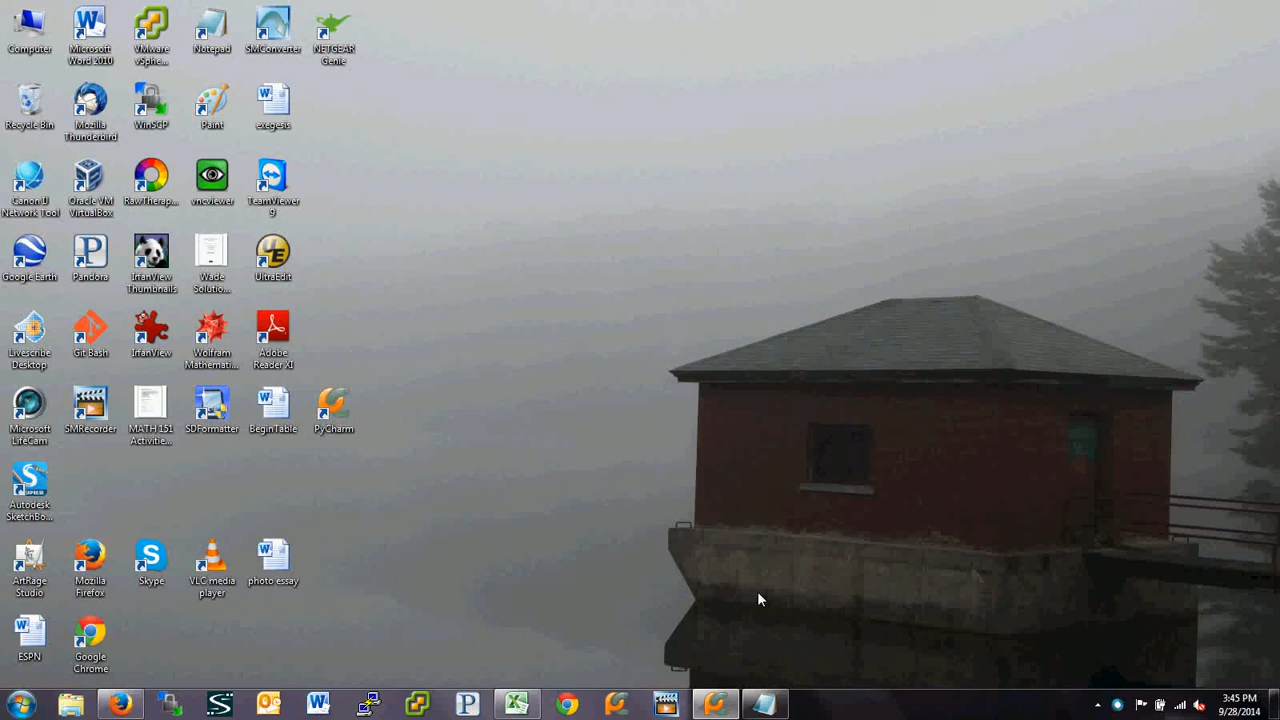 Computer
Microsoft
Word 2010
VMware
vSphe...
Notepad
SMConverter
NETGEAR
Genie
Recycle Bin
Mozilla
Thunderbird
WinSCP
Paint
exegesis
Canon IJ
Network Tool
Oracle VM
VirtualBox
RawTherap...
vncviewer
TeamViewer
9
Google Earth
Pandora
IrfanView
Thumbnails
Wade
Solutio...
UltraEdit
Livescribe
Desktop
Git Bash
IrfanView
Wolfram
Mathemati...
Adobe
Reader XI
Microsoft
LifeCam
SMRecorder
MATH 151
Activitie...
SDFormatter
BeginTable
PyCharm
Autodesk
SketchBo...
ArtRage
Studio
Mozilla
Firefox
Skype
VLC media
player
photo essay
ESPN
Google
Chrome
3:45 PM
9/28/2014